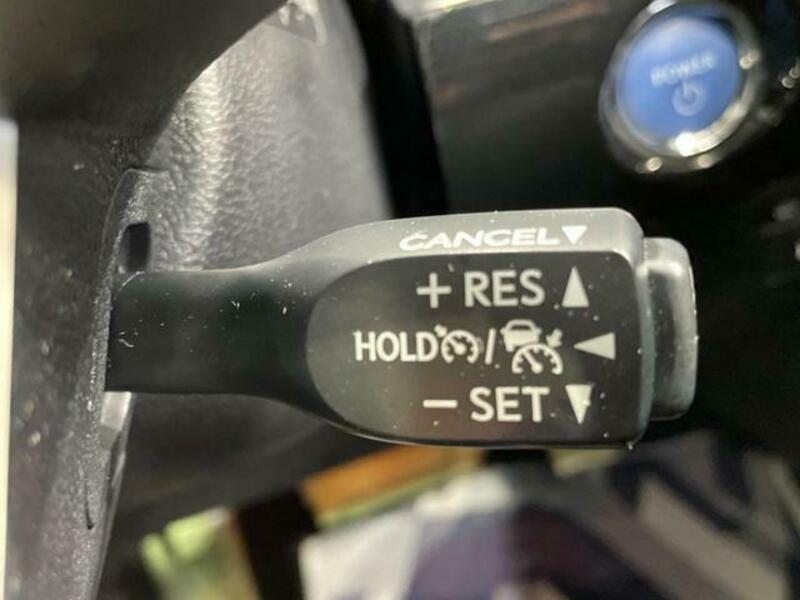 POWER
CANCEL▼
+ RES ▲
HOLD / ◀
− SET ▼